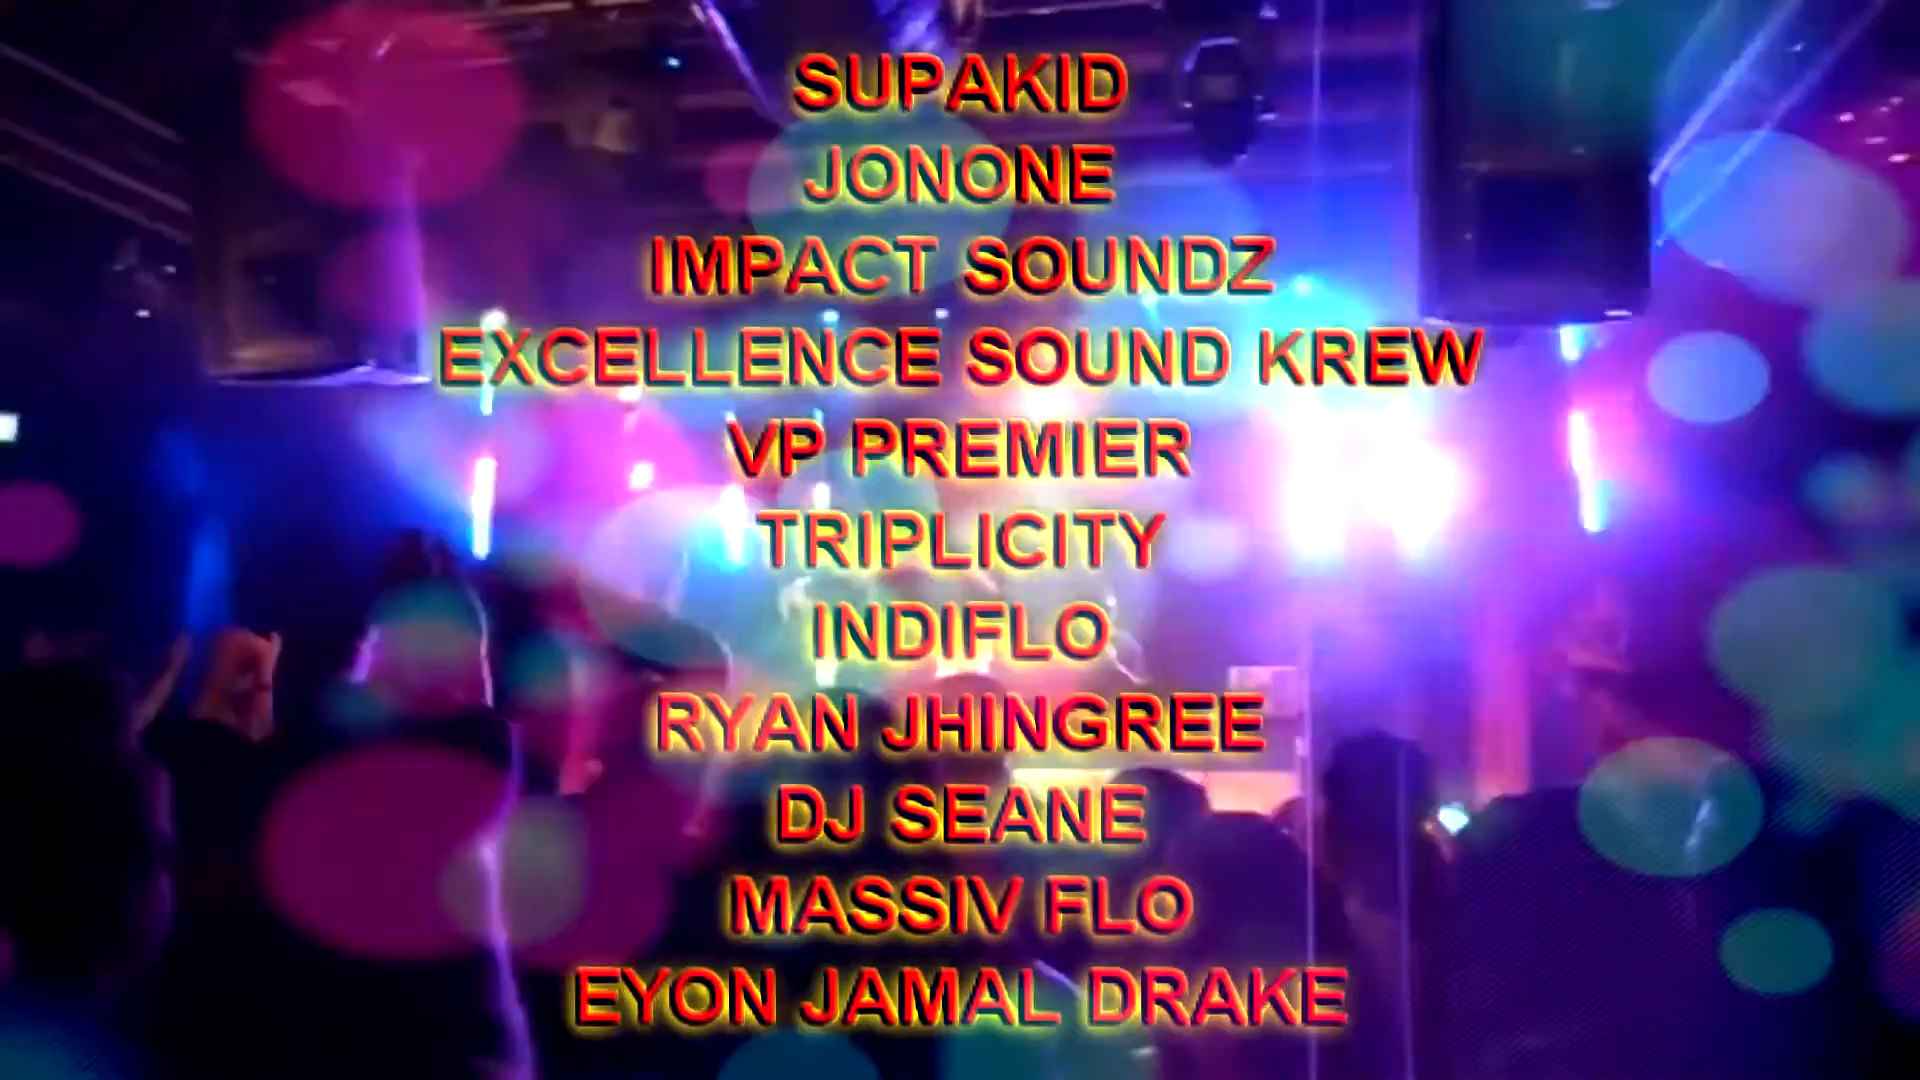 SUPAKID
JONONE
IMPACT SOUNDZ
EXCELLENCE SOUND KREW
VP PREMIER
TRIPLICITY
INDIFLO
RYAN JHINGREE
DJ SEANE
MASSIV FLO
EYON JAMAL DRAKE